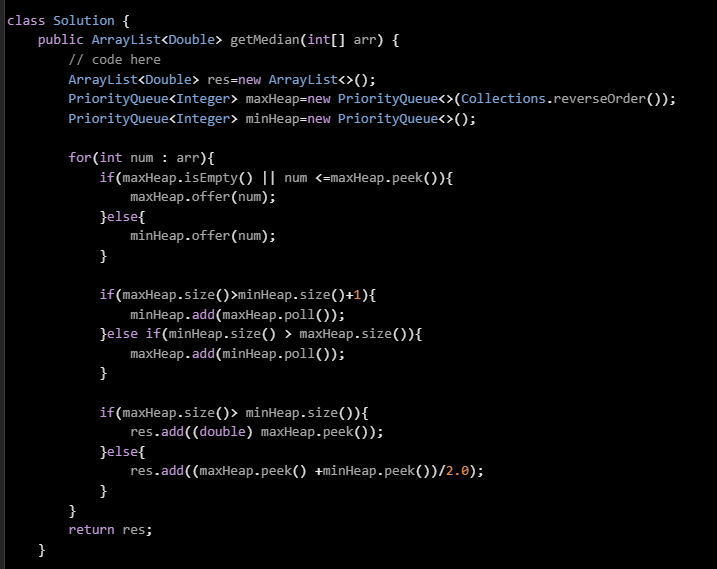 class Solution {
    public ArrayList<Double> getMedian(int[] arr) {
        // code here
        ArrayList<Double> res=new ArrayList<>();
        PriorityQueue<Integer> maxHeap=new PriorityQueue<>(Collections.reverseOrder());
        PriorityQueue<Integer> minHeap=new PriorityQueue<>();

        for(int num : arr){
            if(maxHeap.isEmpty() || num <=maxHeap.peek()){
                maxHeap.offer(num);
            }else{
                minHeap.offer(num);
            }

            if(maxHeap.size()>minHeap.size()+1){
                minHeap.add(maxHeap.poll());
            }else if(minHeap.size() > maxHeap.size()){
                maxHeap.add(minHeap.poll());
            }

            if(maxHeap.size()> minHeap.size()){
                res.add((double) maxHeap.peek());
            }else{
                res.add((maxHeap.peek() +minHeap.peek())/2.0);
            }
        }
        return res;
    }